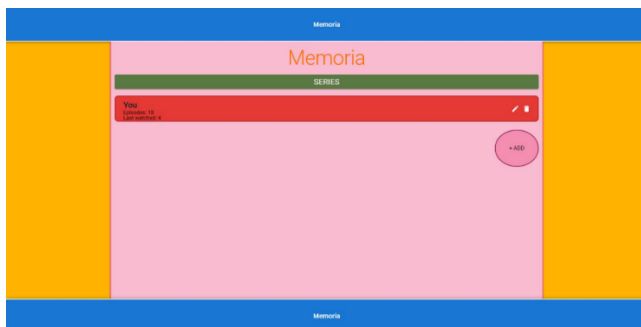 Memoria
Memoria
SERIES
You
Episodes: 10
Last watched: 4
+ ADD
Memoria